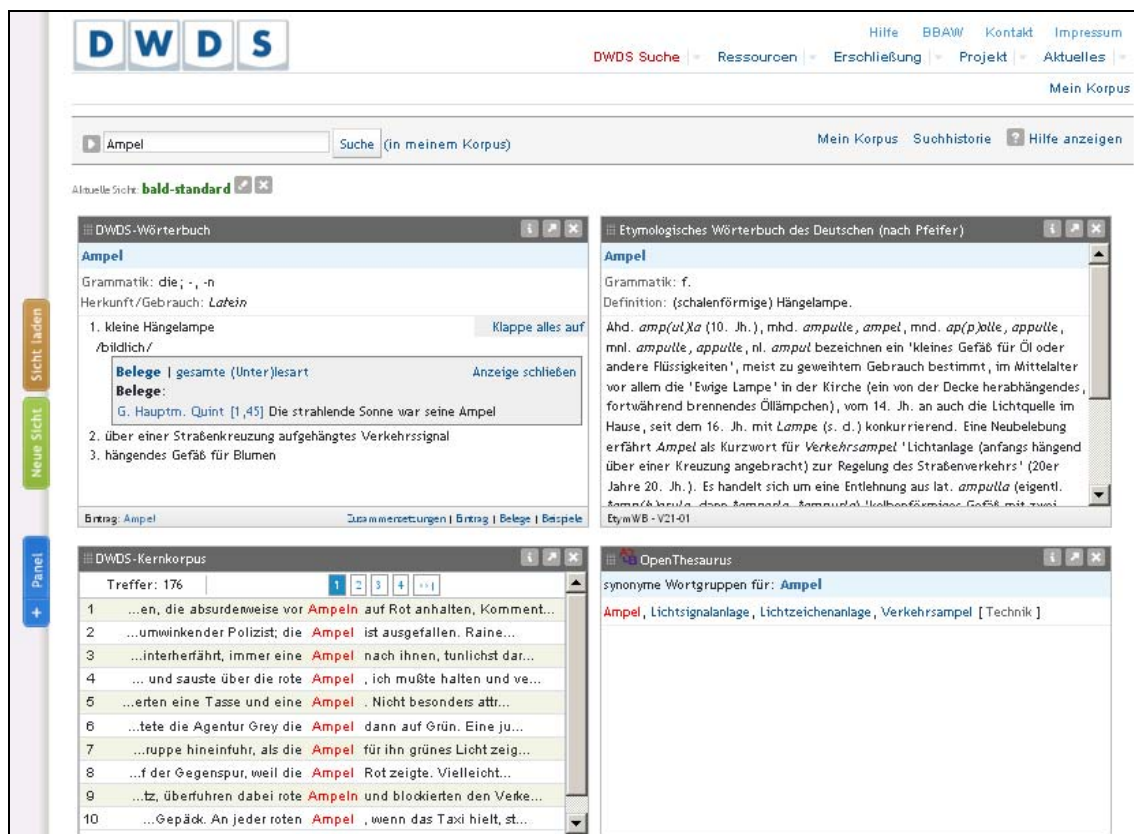 DWDS
Hilfe BBAW Kontakt Impressum
DWDS Suche Ressourcen Erschließung Projekt Aktuelles
Mein Korpus
Ampel Suche (in meinem Korpus) Mein Korpus Suchhistorie ? Hilfe anzeigen
Aktuelle Sicht: bald-standard
Sicht laden
Neue Sicht
+ Panel
DWDS-Wörterbuch
Ampel
Grammatik: die; -, -n
Herkunft/Gebrauch: Latein
1. kleine Hängelampe Klappe alles auf
/bildlich/
Belege | gesamte (Unter)lesart Anzeige schließen
Belege:
G. Hauptm. Quint [1,45] Die strahlende Sonne war seine Ampel
2. über einer Straßenkreuzung aufgehängtes Verkehrssignal
3. hängendes Gefäß für Blumen
Eintrag: Ampel Zusammensetzungen | Eintrag | Belege | Beispiele
Etymologisches Wörterbuch des Deutschen (nach Pfeifer)
Ampel
Grammatik: f.
Definition: (schalenförmige) Hängelampe.
Ahd. amp(ul)la (10. Jh.), mhd. ampulle, ampel, mnd. ap(p)olle, appulle,
mnl. ampulle, appulle, nl. ampul bezeichnen ein 'kleines Gefäß für Öl oder
andere Flüssigkeiten', meist zu geweihtem Gebrauch bestimmt, im Mittelalter
vor allem die 'Ewige Lampe' in der Kirche (ein von der Decke herabhängendes,
fortwährend brennendes Öllämpchen), vom 14. Jh. an auch die Lichtquelle im
Hause, seit dem 16. Jh. mit Lampe (s. d.) konkurrierend. Eine Neubelebung
erfährt Ampel als Kurzwort für Verkehrsampel 'Lichtanlage (anfangs hängend
über einer Kreuzung angebracht) zur Regelung des Straßenverkehrs' (20er
Jahre 20. Jh.). Es handelt sich um eine Entlehnung aus lat. ampulla (eigentl.
EtymWB - V21-01
DWDS-Kernkorpus
Treffer: 176 1 2 3 4
1 ...en, die absurderweise vor Ampeln auf Rot anhalten, Komment...
2 ...umwinkender Polizist; die Ampel ist ausgefallen. Raine...
3 ...interherfährt, immer eine Ampel nach ihnen, tunlichst dar...
4 ... und sauste über die rote Ampel , ich mußte halten und ve...
5 ...erten eine Tasse und eine Ampel . Nicht besonders attr...
6 ...tete die Agentur Grey die Ampel dann auf Grün. Eine ju...
7 ...ruppe hineinfuhr, als die Ampel für ihn grünes Licht zeig...
8 ...f der Gegenspur, weil die Ampel Rot zeigte. Vielleicht...
9 ...tz, überfuhren dabei rote Ampeln und blockierten den Verke...
10 ...Gepäck. An jeder roten Ampel , wenn das Taxi hielt, st...
OpenThesaurus
synonyme Wortgruppen für: Ampel
Ampel, Lichtsignalanlage, Lichtzeichenanlage, Verkehrsampel [ Technik ]